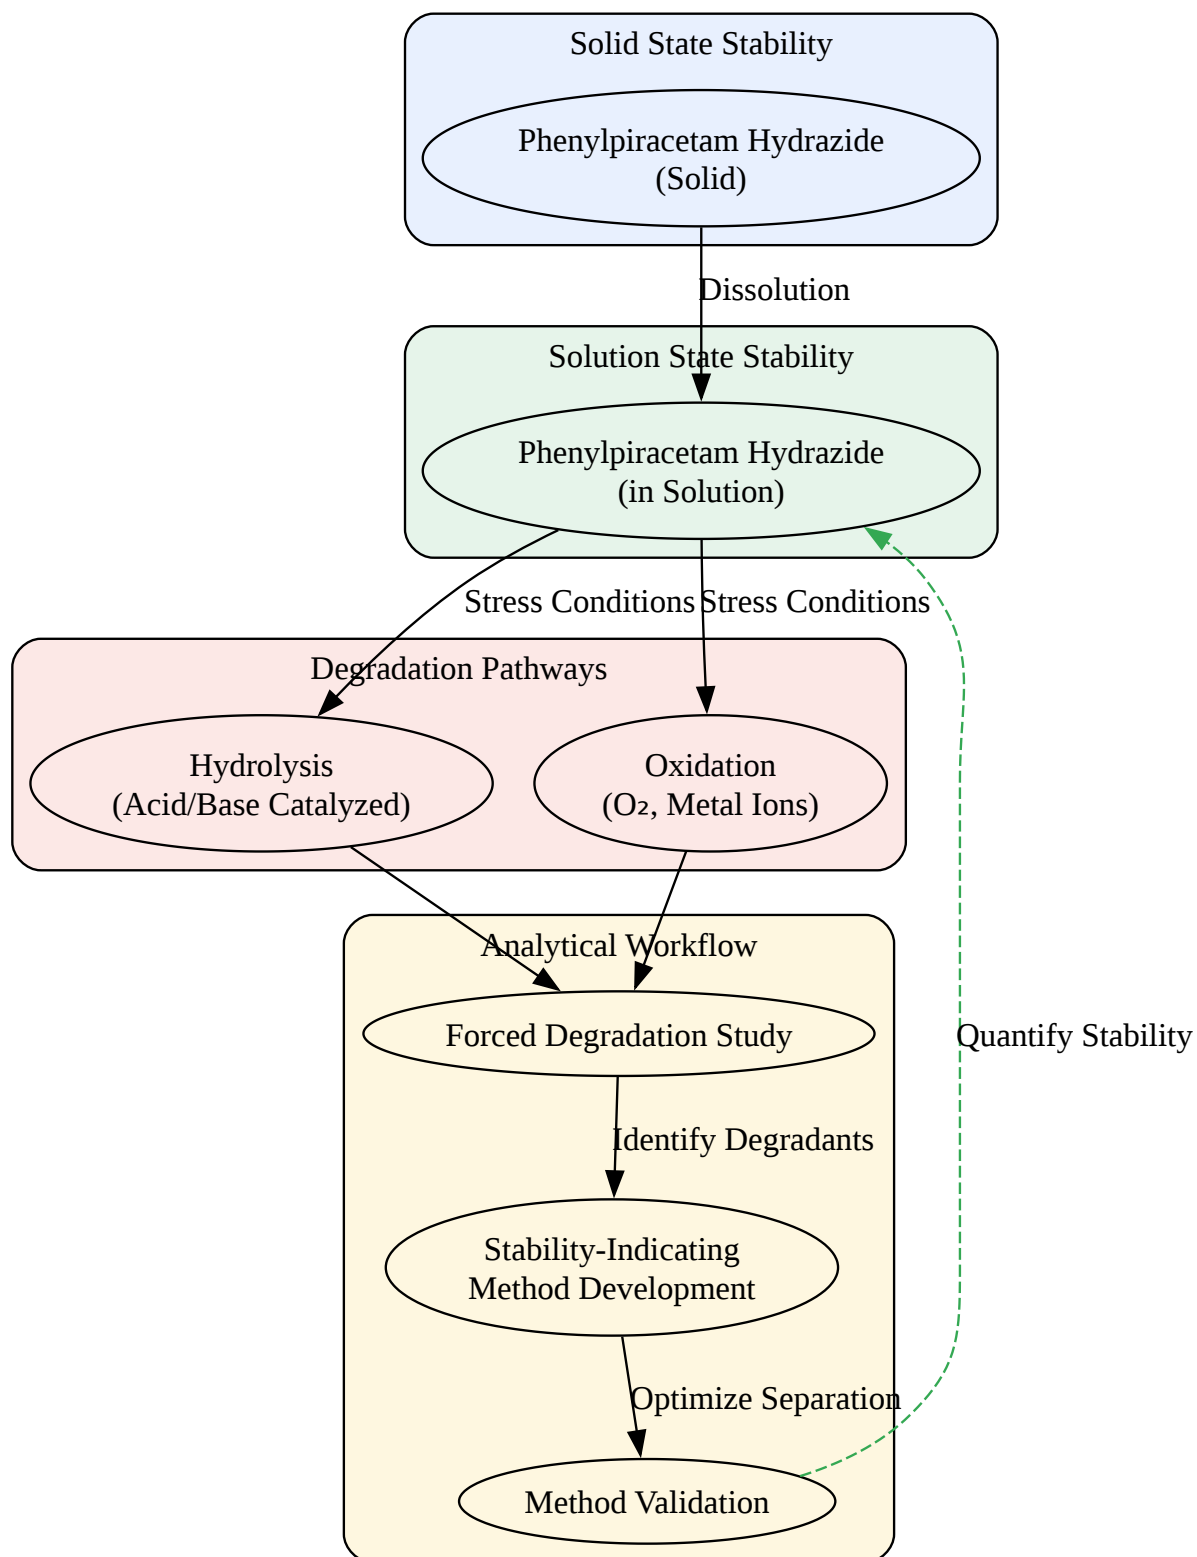 Solid State Stability
Phenylpiracetam Hydrazide
(Solid)
Dissolution
Solution State Stability
Phenylpiracetam Hydrazide
(in Solution)
Stress Conditions
Stress Conditions
Degradation Pathways
Hydrolysis
(Acid/Base Catalyzed)
Oxidation
(O₂, Metal Ions)
Analytical Workflow
Forced Degradation Study
Quantify Stability
Identify Degradants
Stability-Indicating
Method Development
Optimize Separation
Method Validation